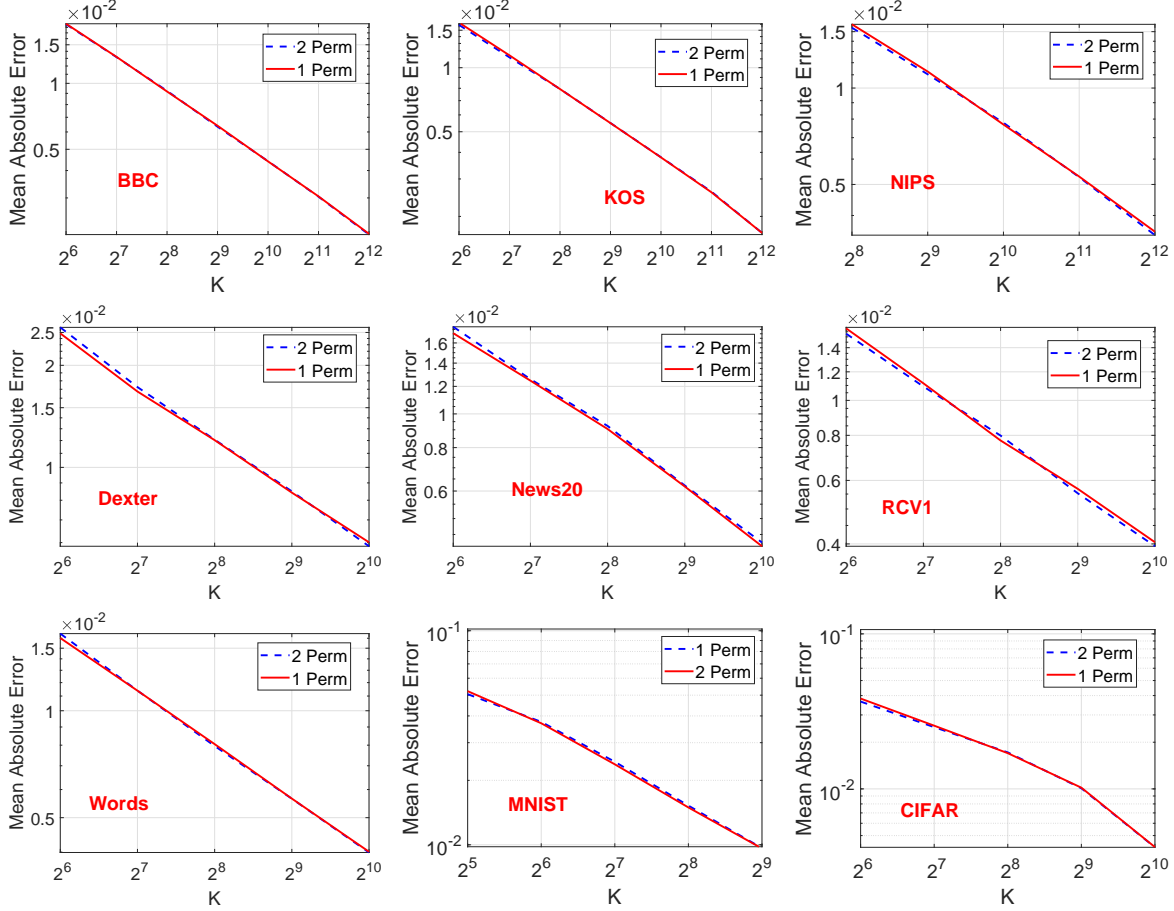 ×10⁻²
Mean Absolute Error
1.5
1
0.5
2 Perm
1 Perm
BBC
2⁶ 2⁷ 2⁸ 2⁹ 2¹⁰ 2¹¹ 2¹²
K
×10⁻²
Mean Absolute Error
1.5
1
0.5
2 Perm
1 Perm
KOS
2⁶ 2⁷ 2⁸ 2⁹ 2¹⁰ 2¹¹ 2¹²
K
×10⁻²
Mean Absolute Error
1.5
1
0.5
2 Perm
1 Perm
NIPS
2⁸ 2⁹ 2¹⁰ 2¹¹ 2¹²
K
×10⁻²
Mean Absolute Error
2.5
2
1.5
1
2 Perm
1 Perm
Dexter
2⁶ 2⁷ 2⁸ 2⁹ 2¹⁰
K
×10⁻²
Mean Absolute Error
1.6
1.4
1.2
1
0.8
0.6
2 Perm
1 Perm
News20
2⁶ 2⁷ 2⁸ 2⁹ 2¹⁰
K
×10⁻²
Mean Absolute Error
1.4
1.2
1
0.8
0.6
0.4
2 Perm
1 Perm
RCV1
2⁶ 2⁷ 2⁸ 2⁹ 2¹⁰
K
×10⁻²
Mean Absolute Error
1.5
1
0.5
2 Perm
1 Perm
Words
2⁶ 2⁷ 2⁸ 2⁹ 2¹⁰
K
Mean Absolute Error
10⁻¹
10⁻²
1 Perm
2 Perm
MNIST
2⁵ 2⁶ 2⁷ 2⁸ 2⁹
K
Mean Absolute Error
10⁻¹
10⁻²
2 Perm
1 Perm
CIFAR
2⁶ 2⁷ 2⁸ 2⁹ 2¹⁰
K